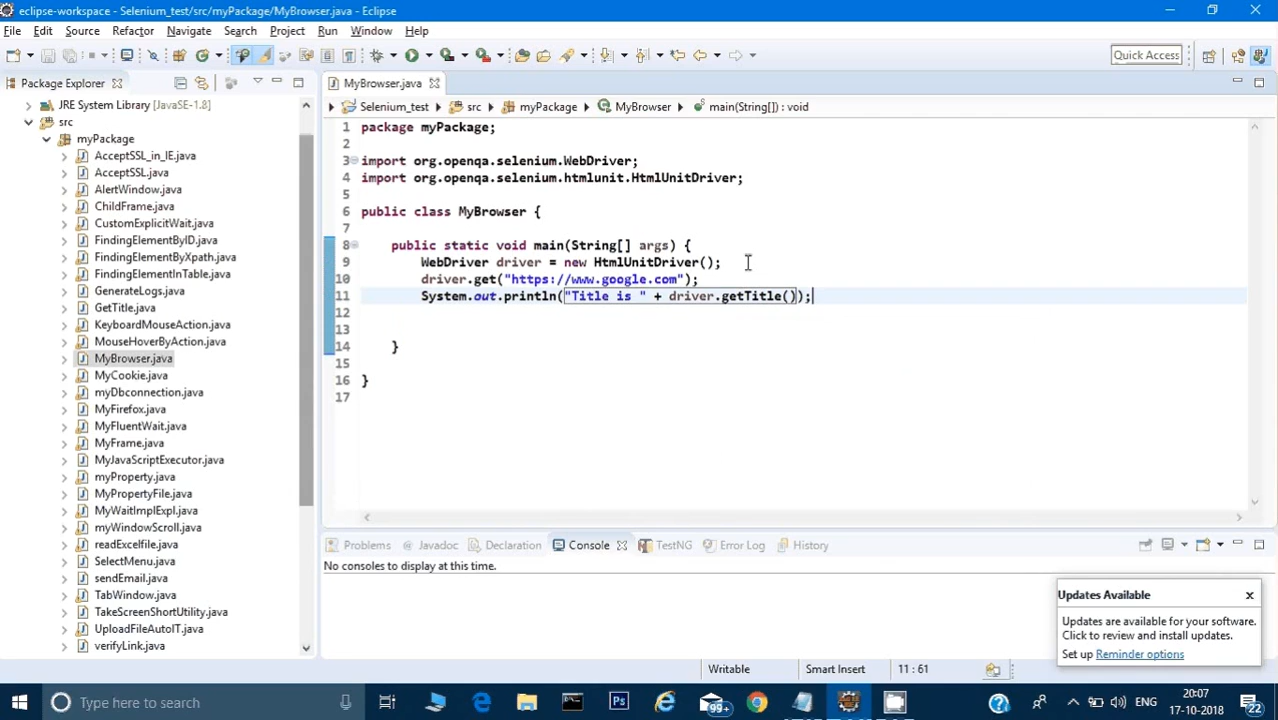 eclipse-workspace - Selenium_test/src/myPackage/MyBrowser.java - Eclipse
File Edit Source Refactor Navigate Search Project Run Window Help
Quick Access
Package Explorer
JRE System Library [JavaSE-1.8]
src
myPackage
AcceptSSL_in_IE.java
AcceptSSL.java
AlertWindow.java
ChildFrame.java
CustomExplicitWait.java
FindingElementByID.java
FindingElementByXpath.java
FindingElementInTable.java
GenerateLogs.java
GetTitle.java
KeyboardMouseAction.java
MouseHoverByAction.java
MyBrowser.java
MyCookie.java
myDbconnection.java
MyFirefox.java
MyFluentWait.java
MyFrame.java
MyJavaScriptExecutor.java
myProperty.java
MyPropertyFile.java
MyWaitImplExpl.java
myWindowScroll.java
readExcelfile.java
SelectMenu.java
sendEmail.java
TabWindow.java
TakeScreenShortUtility.java
UploadFileAutoIT.java
verifyLink.java
MyBrowser.java
Selenium_test src myPackage MyBrowser main(String[]) : void
1 package myPackage;
2
3 import org.openqa.selenium.WebDriver;
4 import org.openqa.selenium.htmlunit.HtmlUnitDriver;
5
6 public class MyBrowser {
7
8 public static void main(String[] args) {
9 WebDriver driver = new HtmlUnitDriver();
10 driver.get("https://www.google.com");
11 System.out.println("Title is " + driver.getTitle());
12
13
14 }
15
16 }
17
Problems Javadoc Declaration Console TestNG Error Log History
No consoles to display at this time.
Updates Available
Updates are available for your software.
Click to review and install updates.
Set up Reminder options
Writable Smart Insert 11 : 61
Type here to search
99+
ENG
20:07
17-10-2018
22